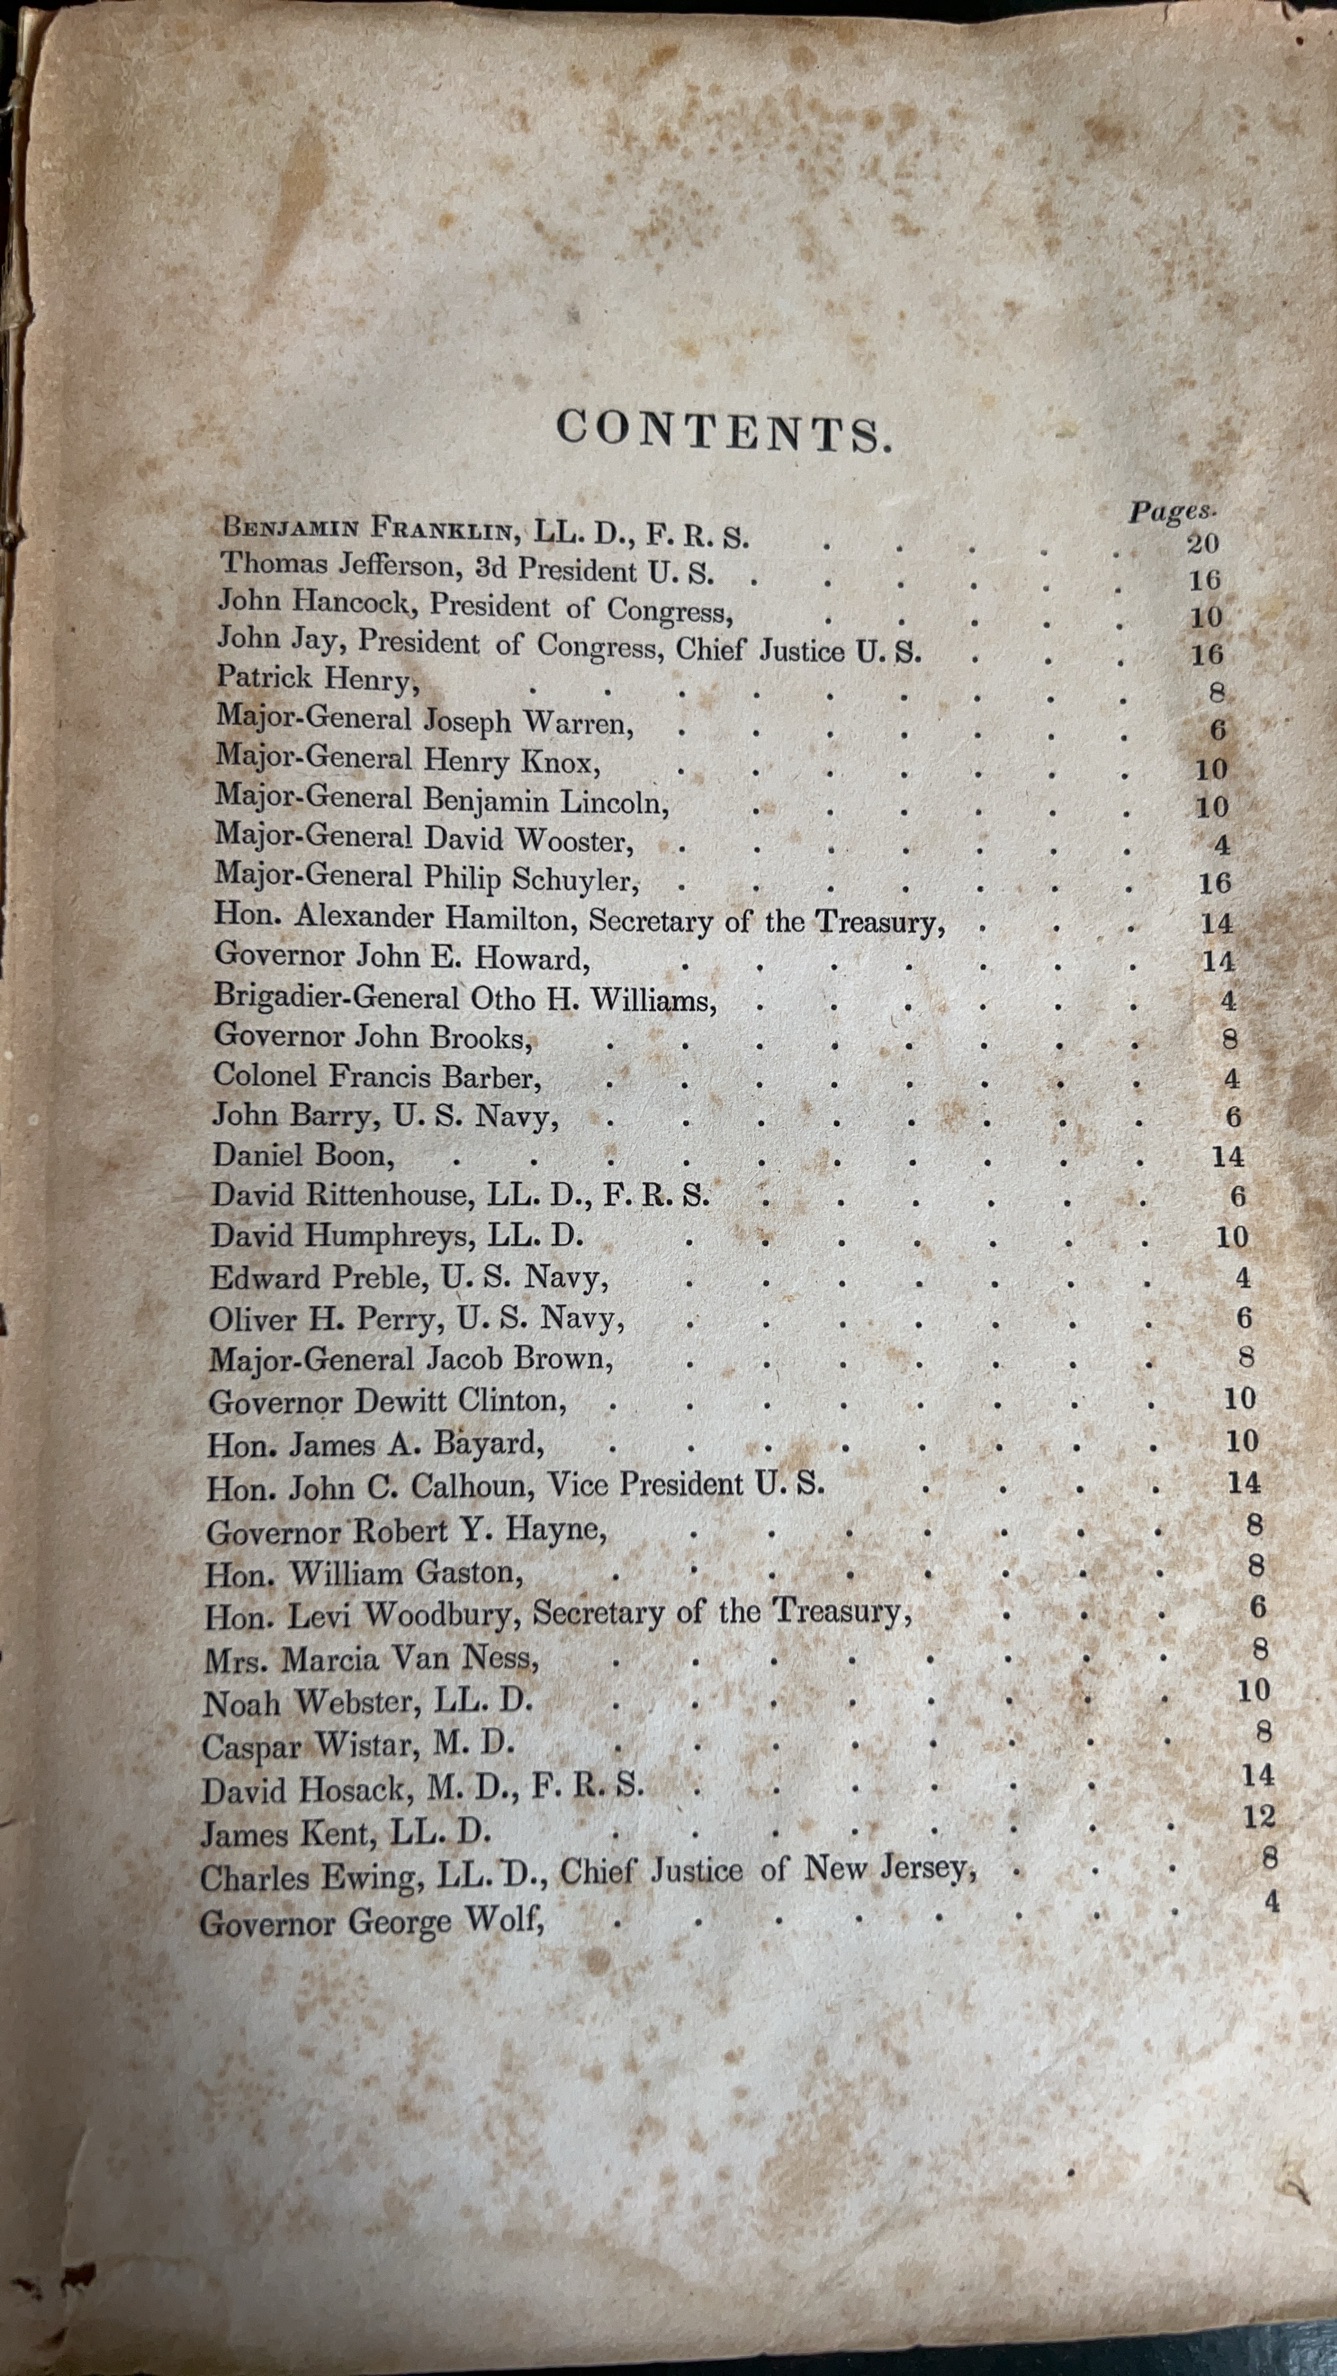 CONTENTS.
Pages.
BENJAMIN FRANKLIN, LL. D., F. R. S. . . . . . 20
Thomas Jefferson, 3d President U. S. . . . . . . 16
John Hancock, President of Congress, . . . . . 10
John Jay, President of Congress, Chief Justice U. S. . . . 16
Patrick Henry, . . . . . . . . . 8
Major-General Joseph Warren, . . . . . . . 6
Major-General Henry Knox, . . . . . . . 10
Major-General Benjamin Lincoln, . . . . . . 10
Major-General David Wooster, . . . . . . . 4
Major-General Philip Schuyler, . . . . . . . 16
Hon. Alexander Hamilton, Secretary of the Treasury, . . . 14
Governor John E. Howard, . . . . . . . 14
Brigadier-General Otho H. Williams, . . . . . . 4
Governor John Brooks, . . . . . . . . 8
Colonel Francis Barber, . . . . . . . . 4
John Barry, U. S. Navy, . . . . . . . . 6
Daniel Boon, . . . . . . . . . . 14
David Rittenhouse, LL. D., F. R. S. . . . . . . 6
David Humphreys, LL. D. . . . . . . . 10
Edward Preble, U. S. Navy, . . . . . . . 4
Oliver H. Perry, U. S. Navy, . . . . . . . 6
Major-General Jacob Brown, . . . . . . . 8
Governor Dewitt Clinton, . . . . . . . . 10
Hon. James A. Bayard, . . . . . . . . 10
Hon. John C. Calhoun, Vice President U. S. . . . . 14
Governor Robert Y. Hayne, . . . . . . . 8
Hon. William Gaston, . . . . . . . . 8
Hon. Levi Woodbury, Secretary of the Treasury, . . . 6
Mrs. Marcia Van Ness, . . . . . . . . 8
Noah Webster, LL. D. . . . . . . . . 10
Caspar Wistar, M. D. . . . . . . . . 8
David Hosack, M. D., F. R. S. . . . . . . 14
James Kent, LL. D. . . . . . . . . 12
Charles Ewing, LL. D., Chief Justice of New Jersey, . . . 8
Governor George Wolf, . . . . . . . . 4